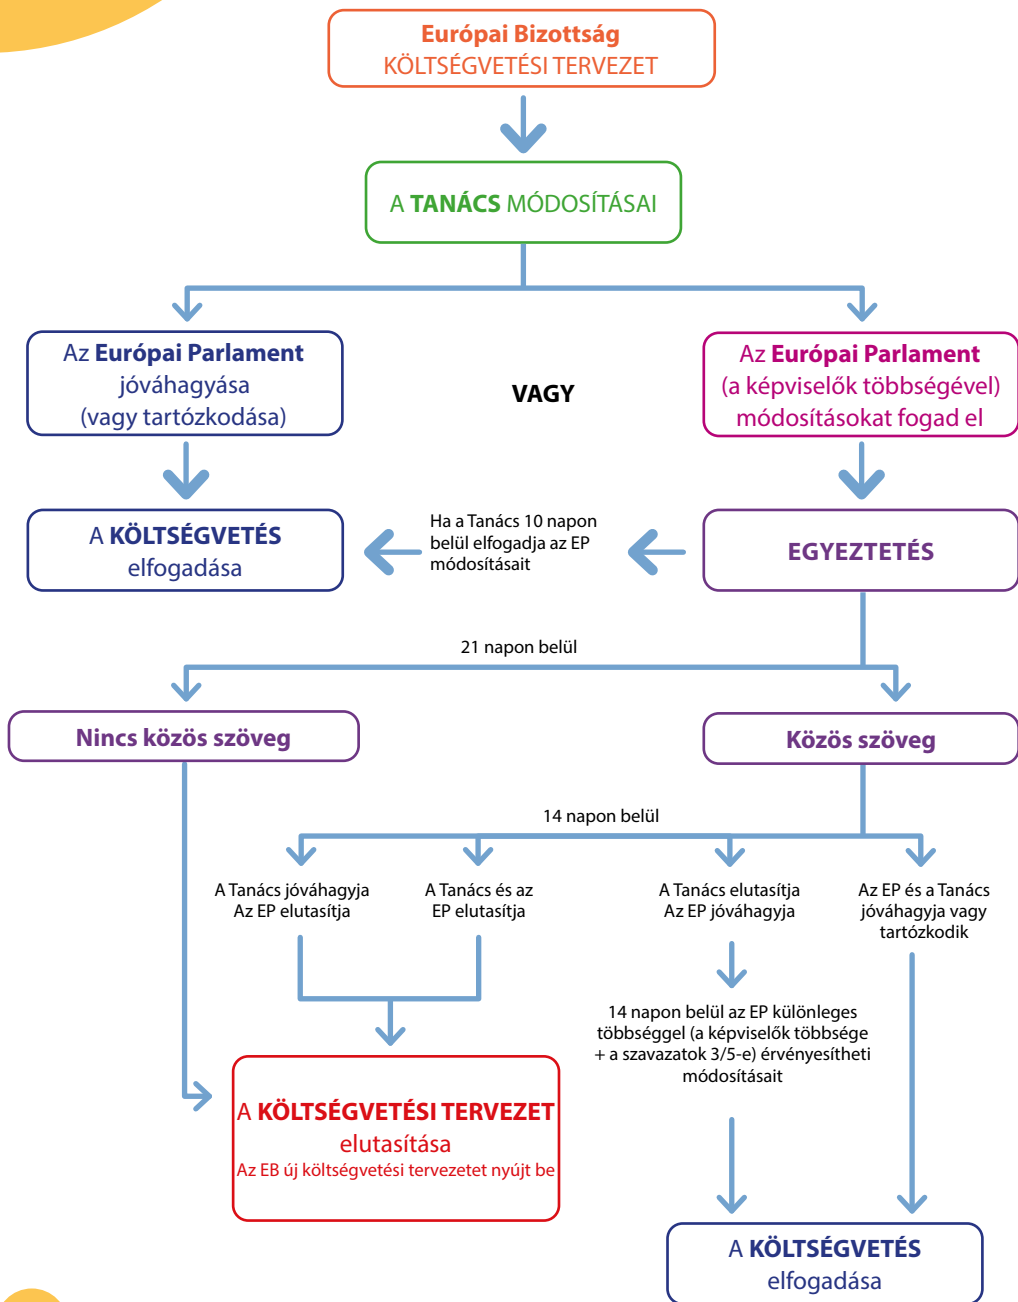 Európai Bizottság
KÖLTSÉGVETÉSI TERVEZET
A TANÁCS MÓDOSÍTÁSAI
Az Európai Parlament
jóváhagyása
(vagy tartózkodása)
VAGY
Az Európai Parlament
(a képviselők többségével)
módosításokat fogad el
A KÖLTSÉGVETÉS
elfogadása
Ha a Tanács 10 napon
belül elfogadja az EP
módosításait
EGYEZTETÉS
21 napon belül
Nincs közös szöveg
Közös szöveg
14 napon belül
A Tanács jóváhagyja
Az EP elutasítja
A Tanács és az
EP elutasítja
A Tanács elutasítja
Az EP jóváhagyja
Az EP és a Tanács
jóváhagyja vagy
tartózkodik
14 napon belül az EP különleges
többséggel (a képviselők többsége
+ a szavazatok 3/5-e) érvényesítheti
módosításait
A KÖLTSÉGVETÉSI TERVEZET
elutasítása
Az EB új költségvetési tervezetet nyújt be
A KÖLTSÉGVETÉS
elfogadása